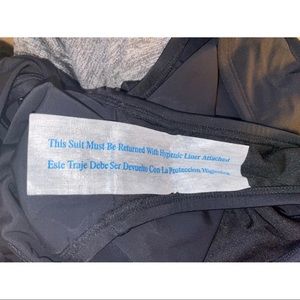 This Suit Must Be Returned With Hygienic Liner Attached
Este Traje Debe Ser Devuelto Con La Proteccion Higienica